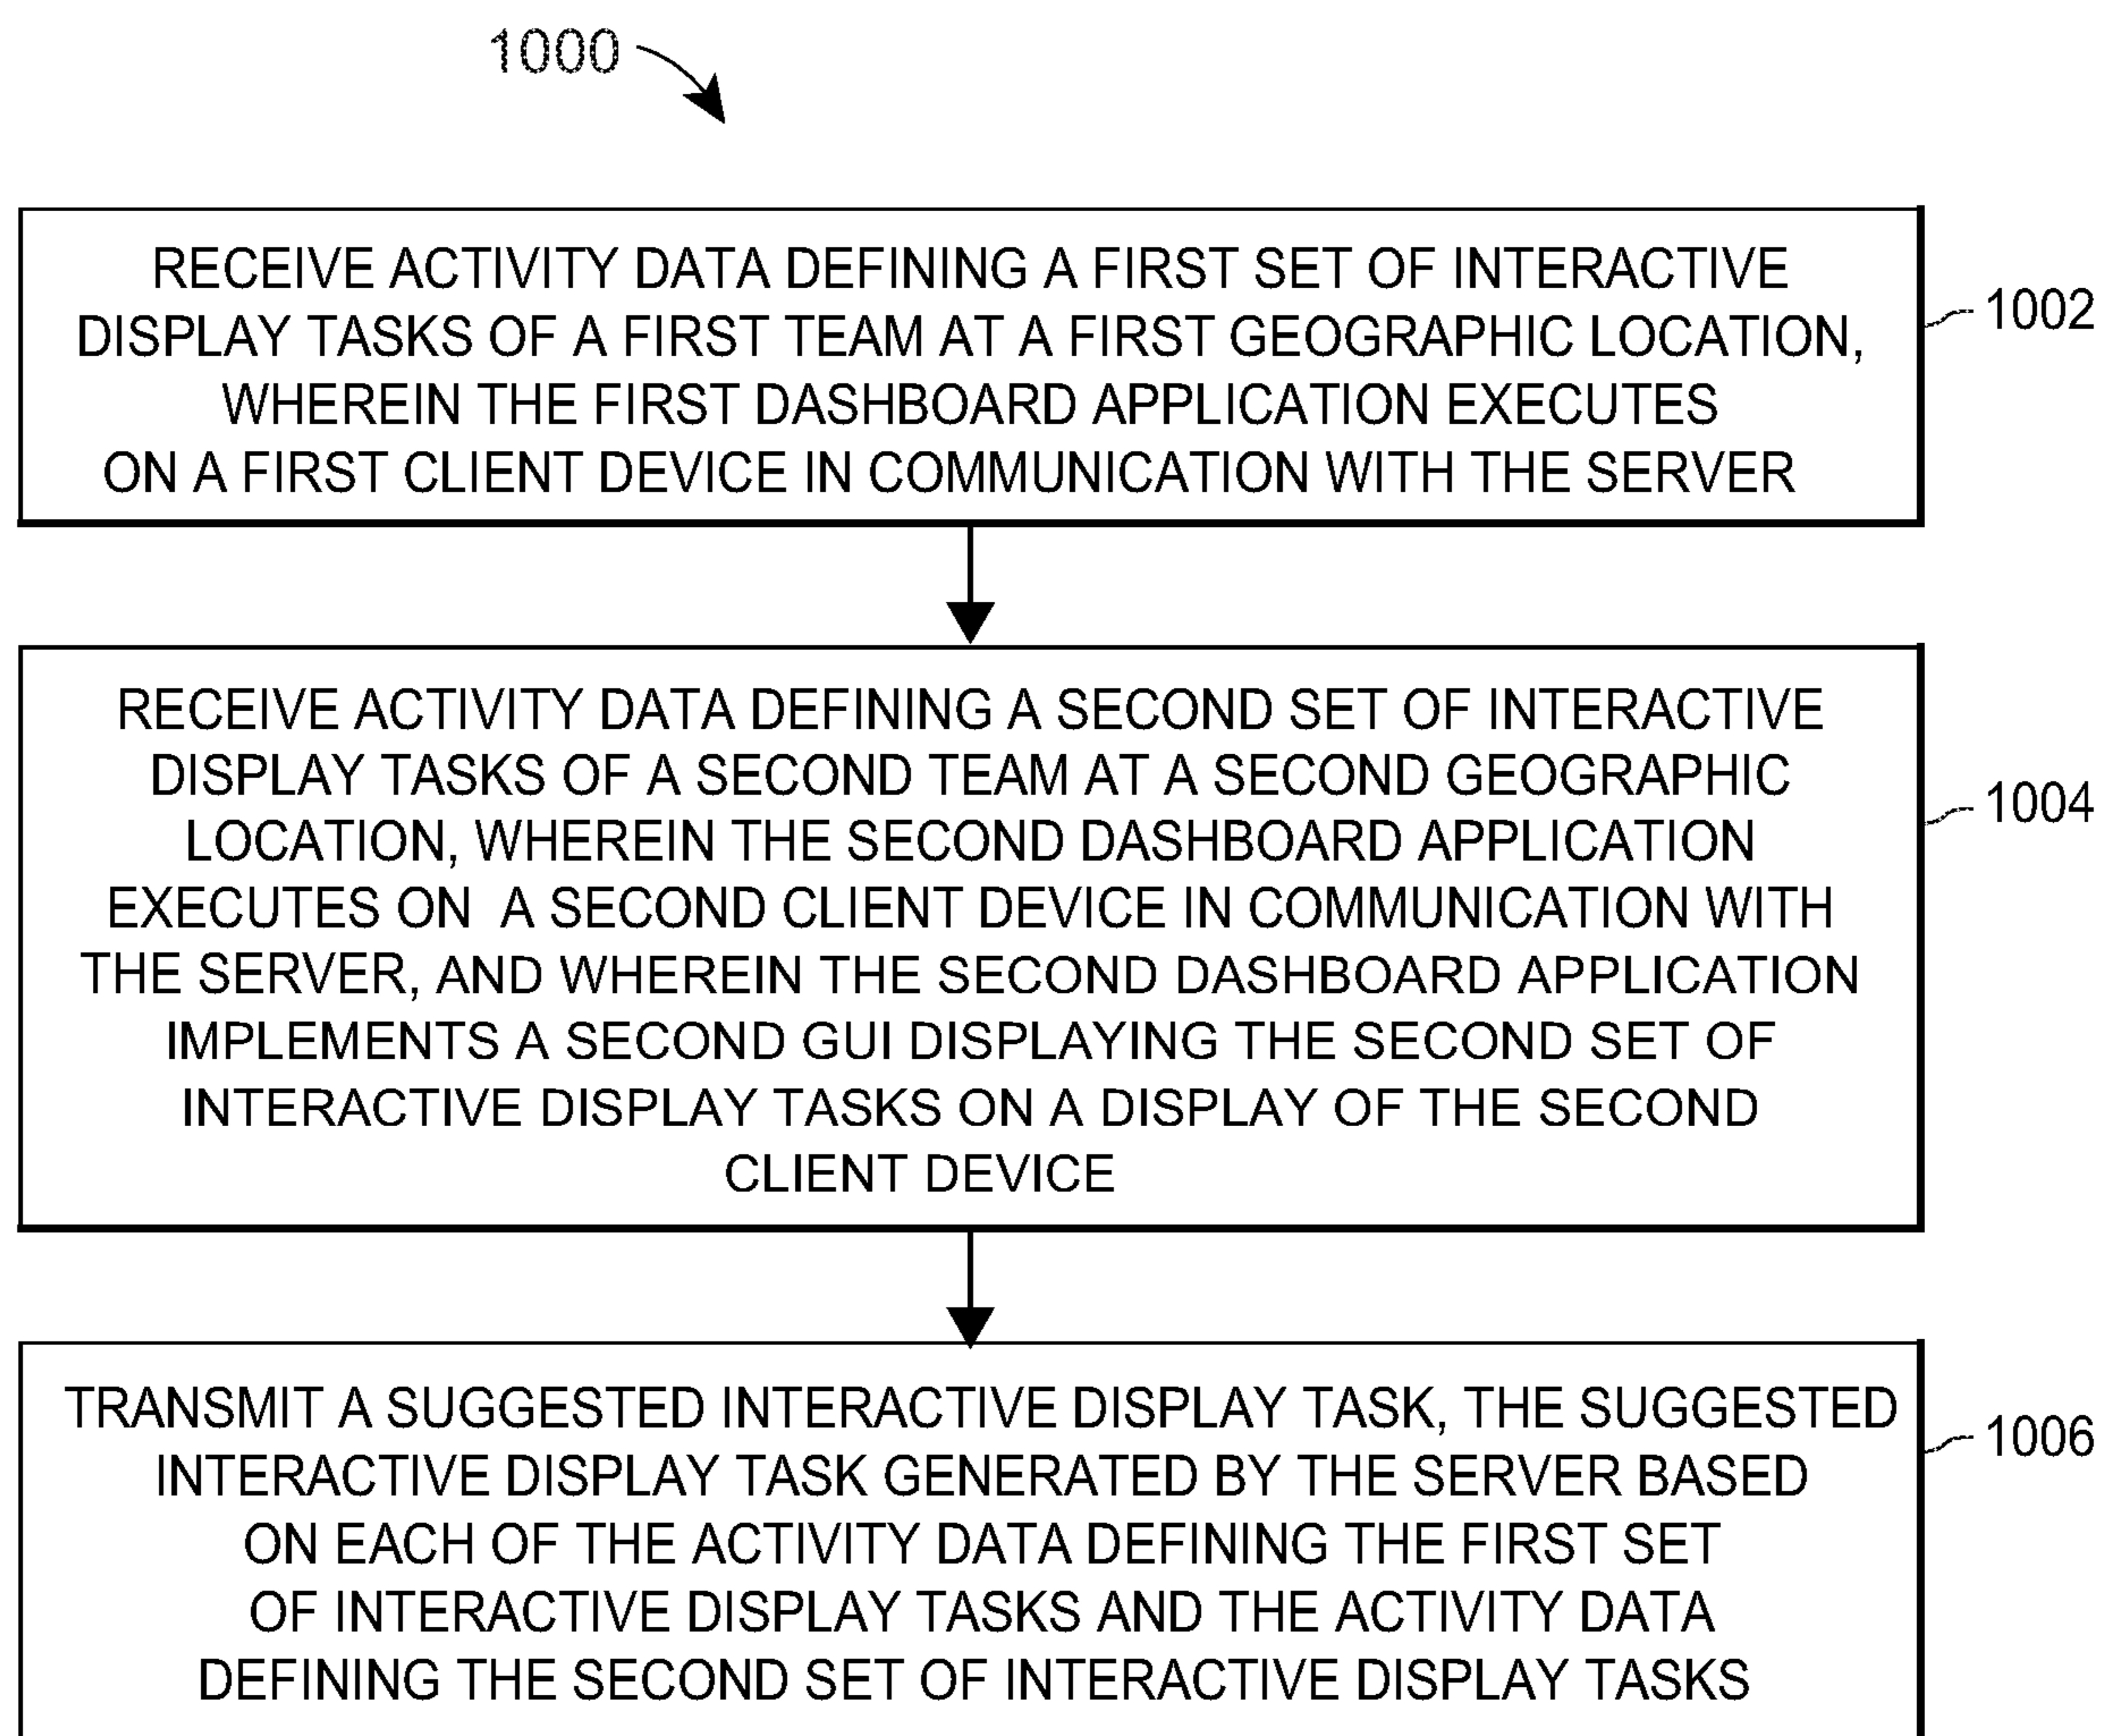 1000
RECEIVE ACTIVITY DATA DEFINING A FIRST SET OF INTERACTIVE
DISPLAY TASKS OF A FIRST TEAM AT A FIRST GEOGRAPHIC LOCATION,
WHEREIN THE FIRST DASHBOARD APPLICATION EXECUTES
ON A FIRST CLIENT DEVICE IN COMMUNICATION WITH THE SERVER
1002
RECEIVE ACTIVITY DATA DEFINING A SECOND SET OF INTERACTIVE
DISPLAY TASKS OF A SECOND TEAM AT A SECOND GEOGRAPHIC
LOCATION, WHEREIN THE SECOND DASHBOARD APPLICATION
EXECUTES ON A SECOND CLIENT DEVICE IN COMMUNICATION WITH
THE SERVER, AND WHEREIN THE SECOND DASHBOARD APPLICATION
IMPLEMENTS A SECOND GUI DISPLAYING THE SECOND SET OF
INTERACTIVE DISPLAY TASKS ON A DISPLAY OF THE SECOND
CLIENT DEVICE
1004
TRANSMIT A SUGGESTED INTERACTIVE DISPLAY TASK, THE SUGGESTED
INTERACTIVE DISPLAY TASK GENERATED BY THE SERVER BASED
ON EACH OF THE ACTIVITY DATA DEFINING THE FIRST SET
OF INTERACTIVE DISPLAY TASKS AND THE ACTIVITY DATA
DEFINING THE SECOND SET OF INTERACTIVE DISPLAY TASKS
1006